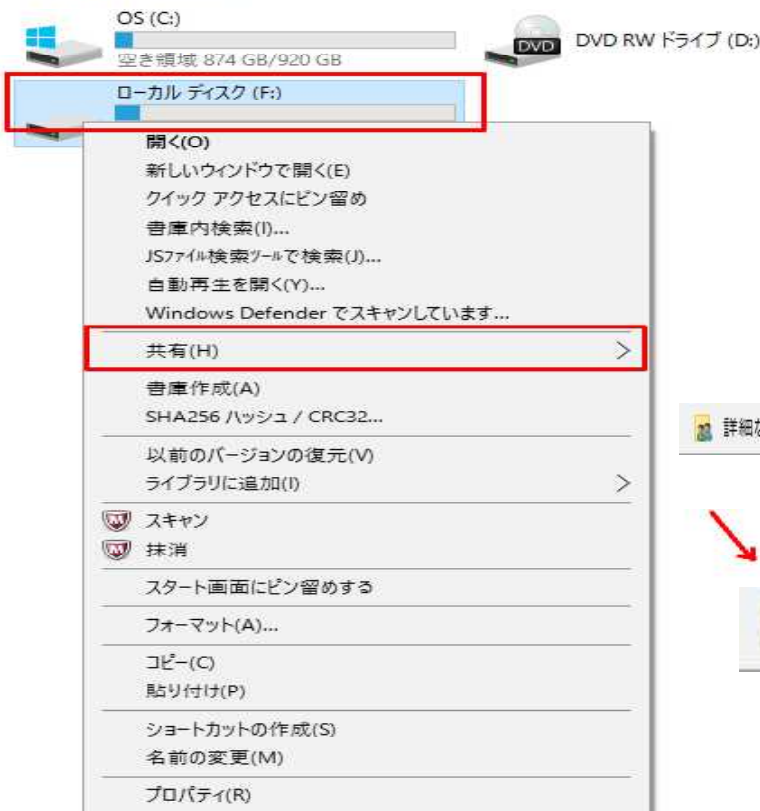 OS (C:)
空き領域 874 GB/920 GB
DVD
DVD RW ドライブ (D:)
ローカル ディスク (F:)
開く(O)
新しいウィンドウで開く(E)
クイック アクセスにピン留め
書庫内検索(I)...
JSファイル検索ツールで検索(J)...
自動再生を開く(Y)...
Windows Defender でスキャンしています...
共有(H)
書庫作成(A)
SHA256 ハッシュ / CRC32...
以前のバージョンの復元(V)
ライブラリに追加(I)
スキャン
抹消
スタート画面にピン留めする
フォーマット(A)...
コピー(C)
貼り付け(P)
ショートカットの作成(S)
名前の変更(M)
プロパティ(R)
詳細な